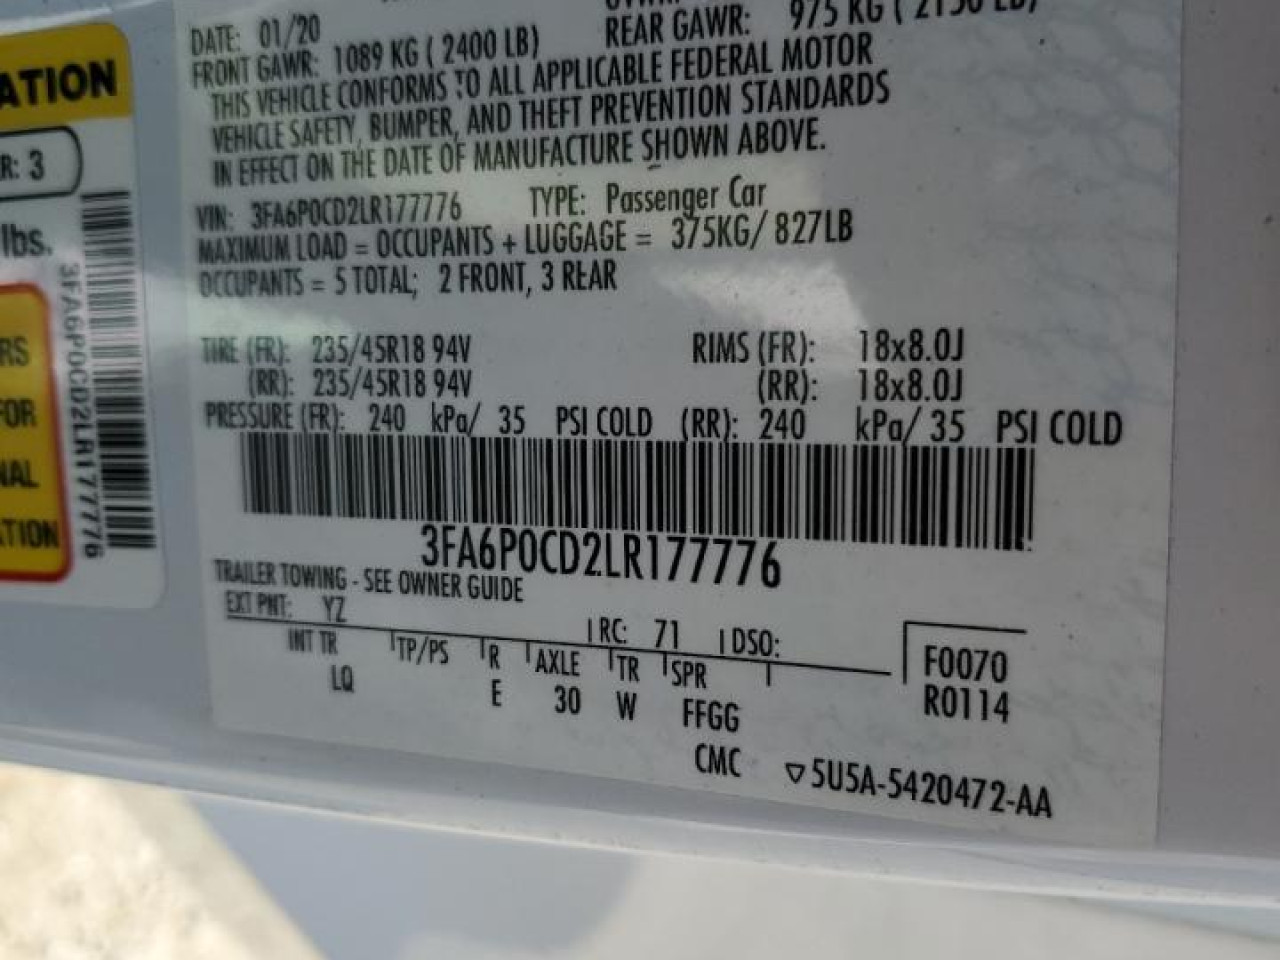 DATE: 01/20
FRONT GAWR: 1089 KG ( 2400 LB) REAR GAWR: 975 KG ( 2150 LB)
THIS VEHICLE CONFORMS TO ALL APPLICABLE FEDERAL MOTOR
VEHICLE SAFETY, BUMPER, AND THEFT PREVENTION STANDARDS
IN EFFECT ON THE DATE OF MANUFACTURE SHOWN ABOVE.
VIN: 3FA6P0CD2LR177776 TYPE: Passenger Car
MAXIMUM LOAD = OCCUPANTS + LUGGAGE = 375KG/ 827LB
OCCUPANTS = 5 TOTAL; 2 FRONT, 3 REAR
TIRE (FR): 235/45R18 94V RIMS (FR): 18x8.0J
(RR): 235/45R18 94V (RR): 18x8.0J
PRESSURE (FR): 240 kPa/ 35 PSI COLD (RR): 240 kPa/ 35 PSI COLD
3FA6P0CD2LR177776
TRAILER TOWING - SEE OWNER GUIDE
EXT PNT: YZ RC: 71 DSO:
INT TR TP/PS R AXLE TR SPR
LQ E 30 W FFGG
F0070
R0114
CMC ▽5U5A-5420472-AA
ATION
R: 3
lbs.
3FA6P0CD2LR177776
RS
FOR
NAL
ATION